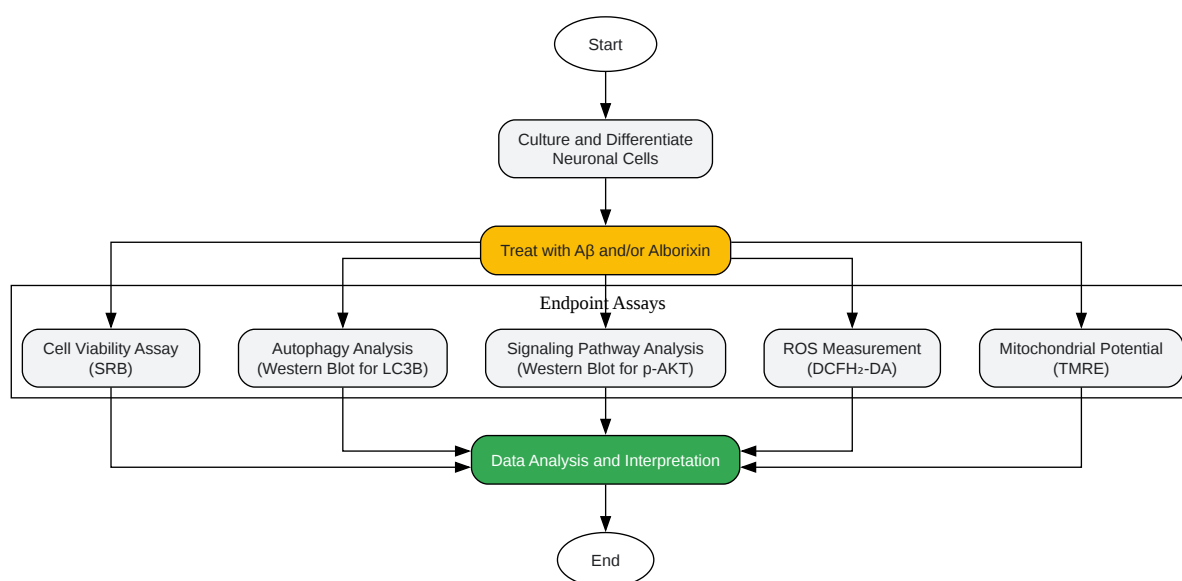 Start
Culture and Differentiate
Neuronal Cells
Treat with Aβ and/or Alborixin
Endpoint Assays
Cell Viability Assay
(SRB)
Autophagy Analysis
(Western Blot for LC3B)
Signaling Pathway Analysis
(Western Blot for p-AKT)
ROS Measurement
(DCFH₂-DA)
Mitochondrial Potential
(TMRE)
Data Analysis and Interpretation
End